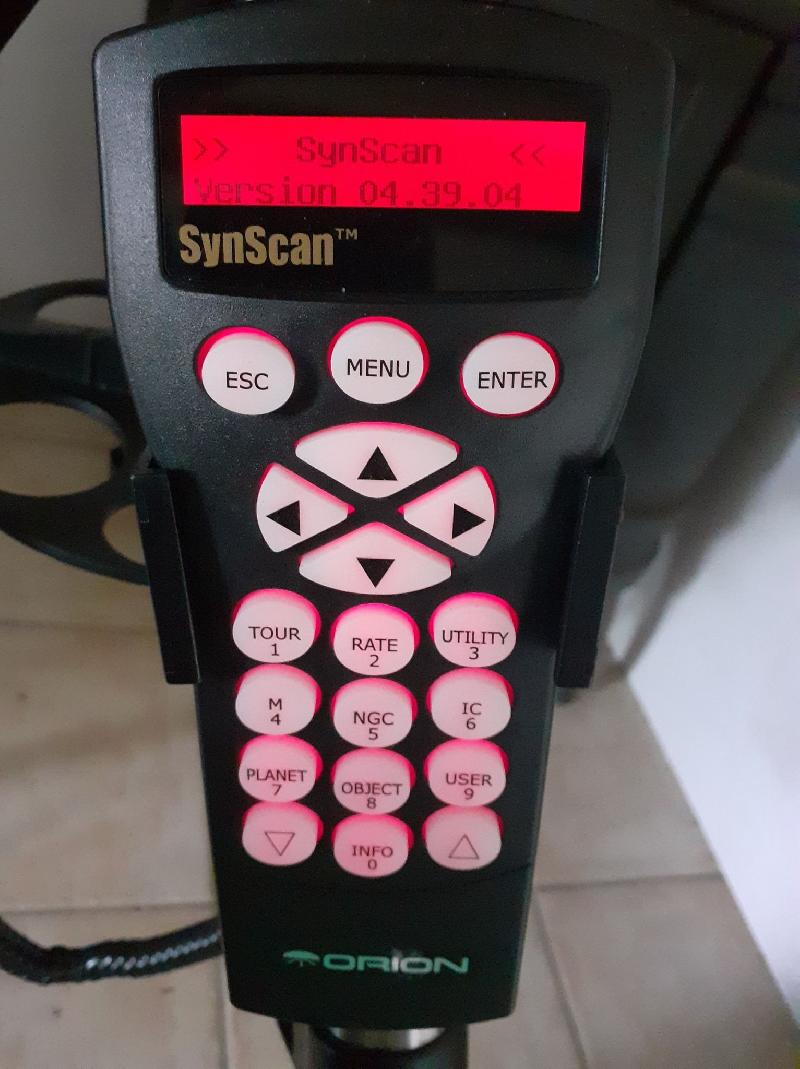 >> SynScan <<
Version 04.39.04
SynScan™
ESC MENU ENTER
TOUR RATE UTILITY
1 2 3
M NGC IC
4 5 6
PLANET OBJECT USER
7 8 9
INFO
0
ORION